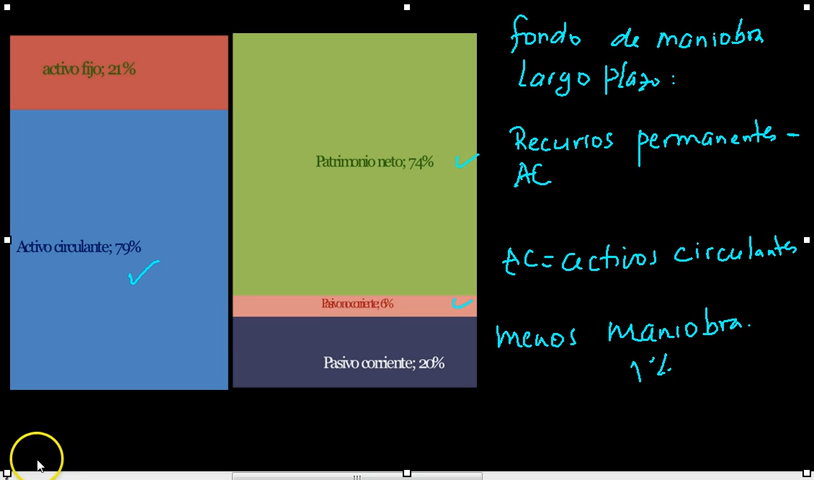 activo fijo; 21%
Activo circulante; 79%
Patrimonio neto; 74%
Pasivo no corriente; 6%
Pasivo corriente; 20%
fondo de maniobra
largo plazo:
Recursos permanentes -
AC
AC = activos circulantes
menos maniobra.
1%